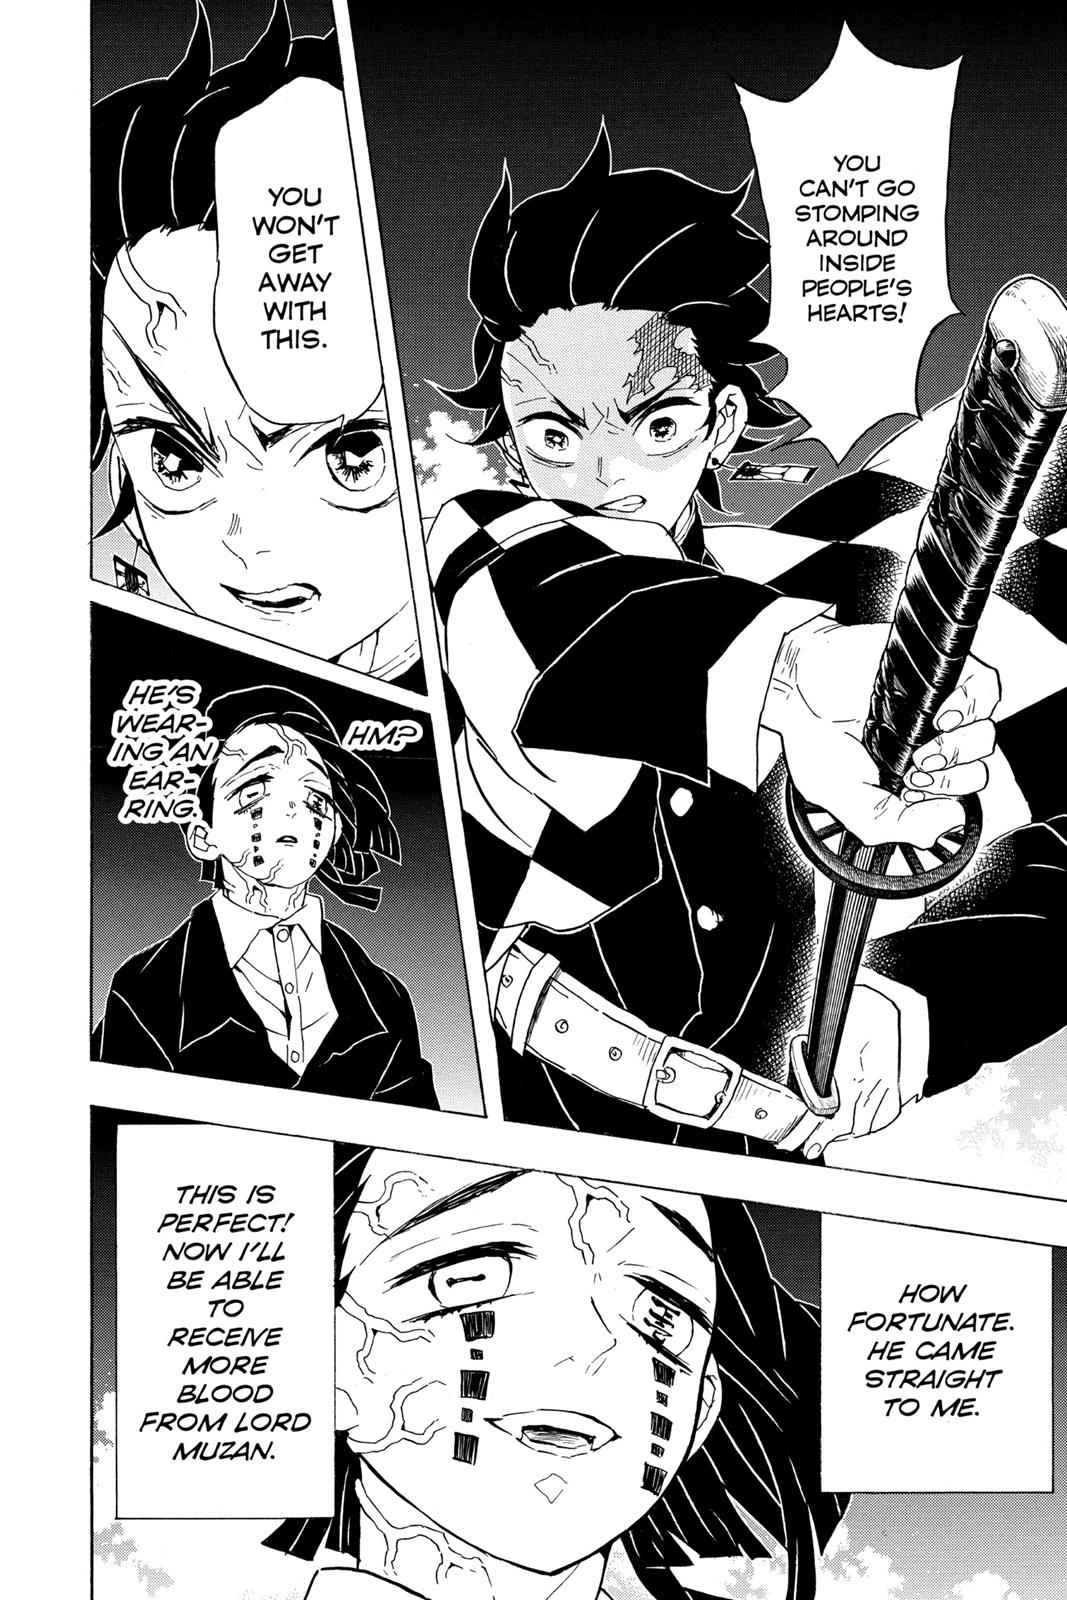 YOU
CAN'T GO
STOMPING
AROUND
INSIDE
PEOPLE'S
HEARTS!
YOU
WON'T
GET
AWAY
WITH
THIS.
HM?
HE'S
WEAR-
ING AN
EAR-
RING.
HOW
FORTUNATE.
HE CAME
STRAIGHT
TO ME.
THIS IS
PERFECT!
NOW I'LL
BE ABLE
TO
RECEIVE
MORE
BLOOD
FROM LORD
MUZAN.